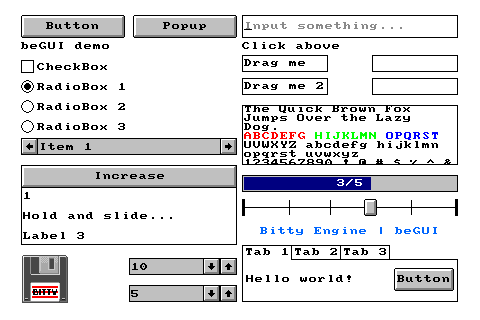 Button
Popup
beGUI demo
CheckBox
RadioBox 1
RadioBox 2
RadioBox 3
Item 1
Increase
1
Hold and slide...
Label 3
BITTY
10
5
Input something...
Click above
Drag me
Drag me 2
The Quick Brown Fox
Jumps Over the Lazy
Dog.
ABCDEFG HIJKLMN OPQRST
UVWXYZ abcdefg hijklmn
opqrst uvwxyz
1234567890 ! @ # $ % ^ &
3/5
Bitty Engine | beGUI
Tab 1 Tab 2 Tab 3
Hello world!
Button